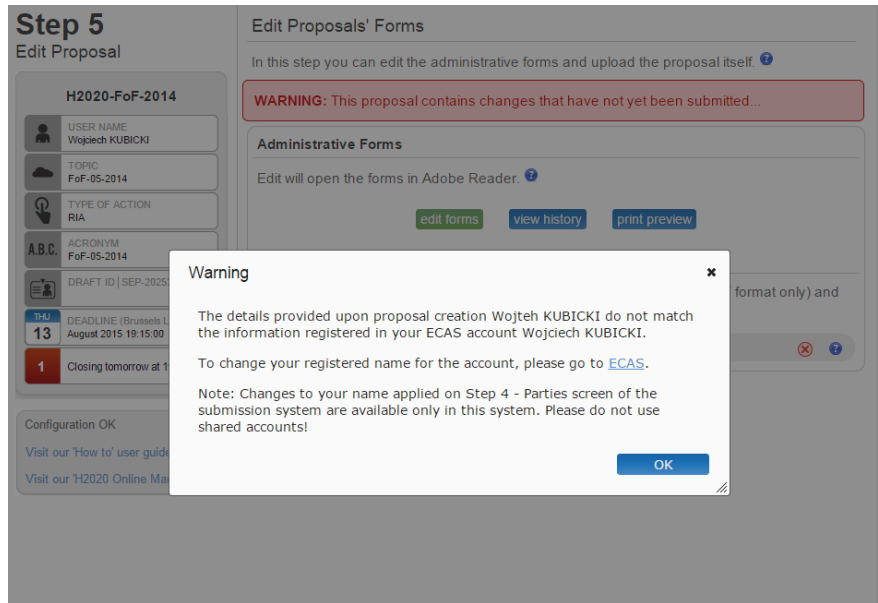 Step 5
Edit Proposal
H2020-FoF-2014
USER NAME
Wojciech KUBICKI
TOPIC
FoF-05-2014
TYPE OF ACTION
RIA
A.B.C.
ACRONYM
FoF-05-2014
DRAFT ID | SEP-2025
THU
13
DEADLINE (Brussels L
August 2015 19:15:00
1
Closing tomorrow at 1
Configuration OK
Visit our 'How to' user guide
Visit our 'H2020 Online Ma
Edit Proposals' Forms
In this step you can edit the administrative forms and upload the proposal itself.
WARNING: This proposal contains changes that have not yet been submitted...
Administrative Forms
Edit will open the forms in Adobe Reader.
edit forms view history print preview
format only) and
Warning
The details provided upon proposal creation Wojteh KUBICKI do not match
the information registered in your ECAS account Wojciech KUBICKI.
To change your registered name for the account, please go to ECAS.
Note: Changes to your name applied on Step 4 - Parties screen of the
submission system are available only in this system. Please do not use
shared accounts!
OK